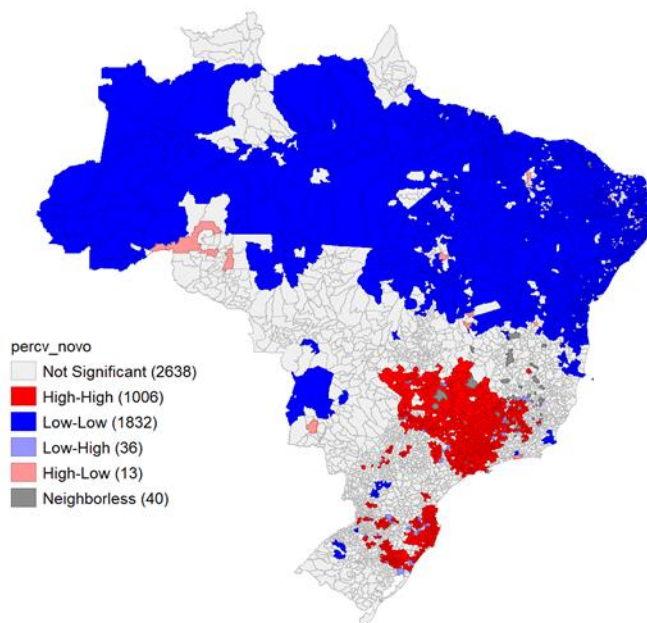 percv_novo
Not Significant (2638)
High-High (1006)
Low-Low (1832)
Low-High (36)
High-Low (13)
Neighborless (40)